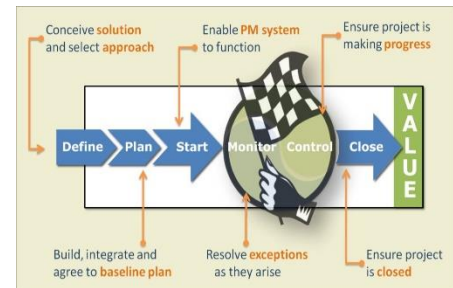 Conceive solution
and select approach
Enable PM system
to function
Ensure project is
making progress
Define
Plan
Start
Monitor
Control
Close
VALUE
Build, integrate and
agree to baseline plan
Resolve exceptions
as they arise
Ensure project
is closed